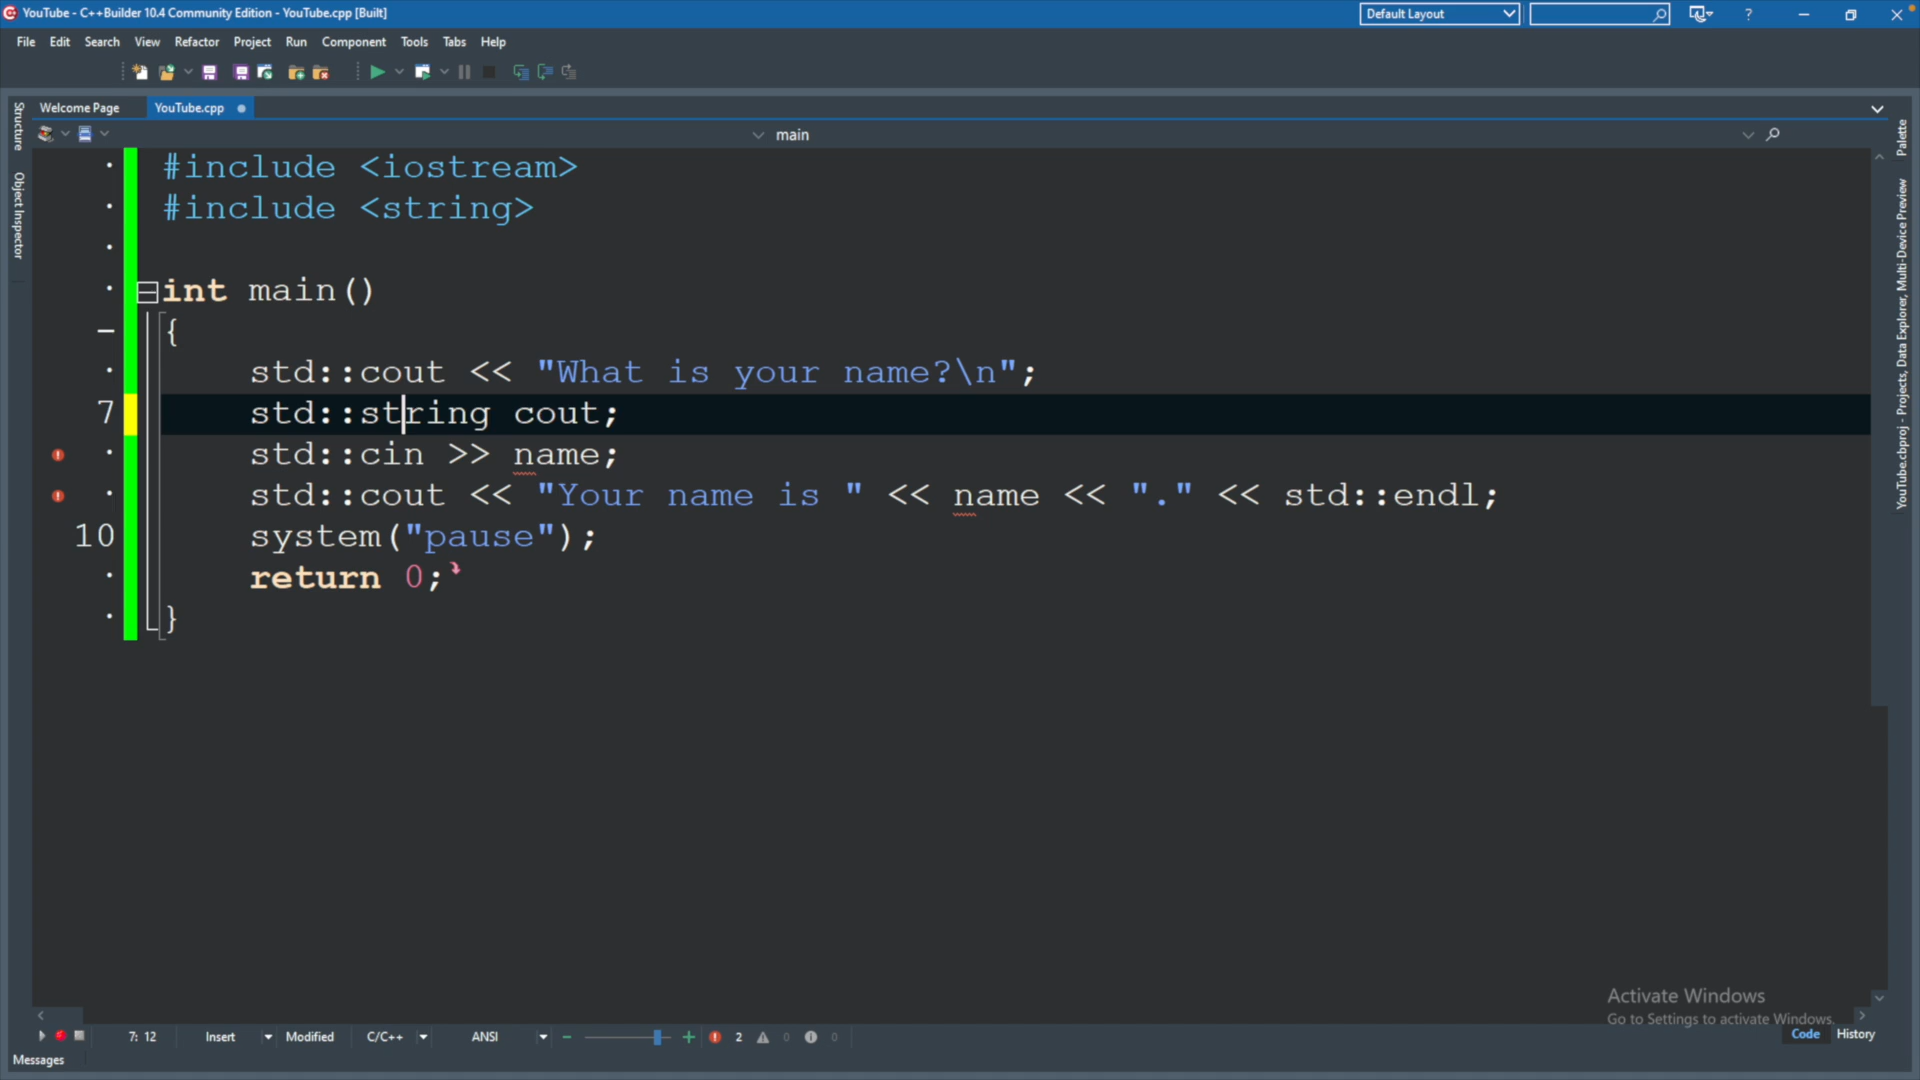 YouTube - C++Builder 10.4 Community Edition - YouTube.cpp [Built]
Default Layout
?
File Edit Search View Refactor Project Run Component Tools Tabs Help
Welcome Page YouTube.cpp
main
Structure
Object Inspector
Palette
YouTube.cbproj - Projects, Data Explorer, Multi-Device Preview
#include <iostream>
#include <string>
int main()
{
std::cout << "What is your name?\n";
7 std::string cout;
std::cin >> name;
std::cout << "Your name is " << name << "." << std::endl;
10 system("pause");
return 0;
}
Activate Windows
Go to Settings to activate Windows.
7: 12 Insert Modified C/C++ ANSI 2 0 0
Code History
Messages